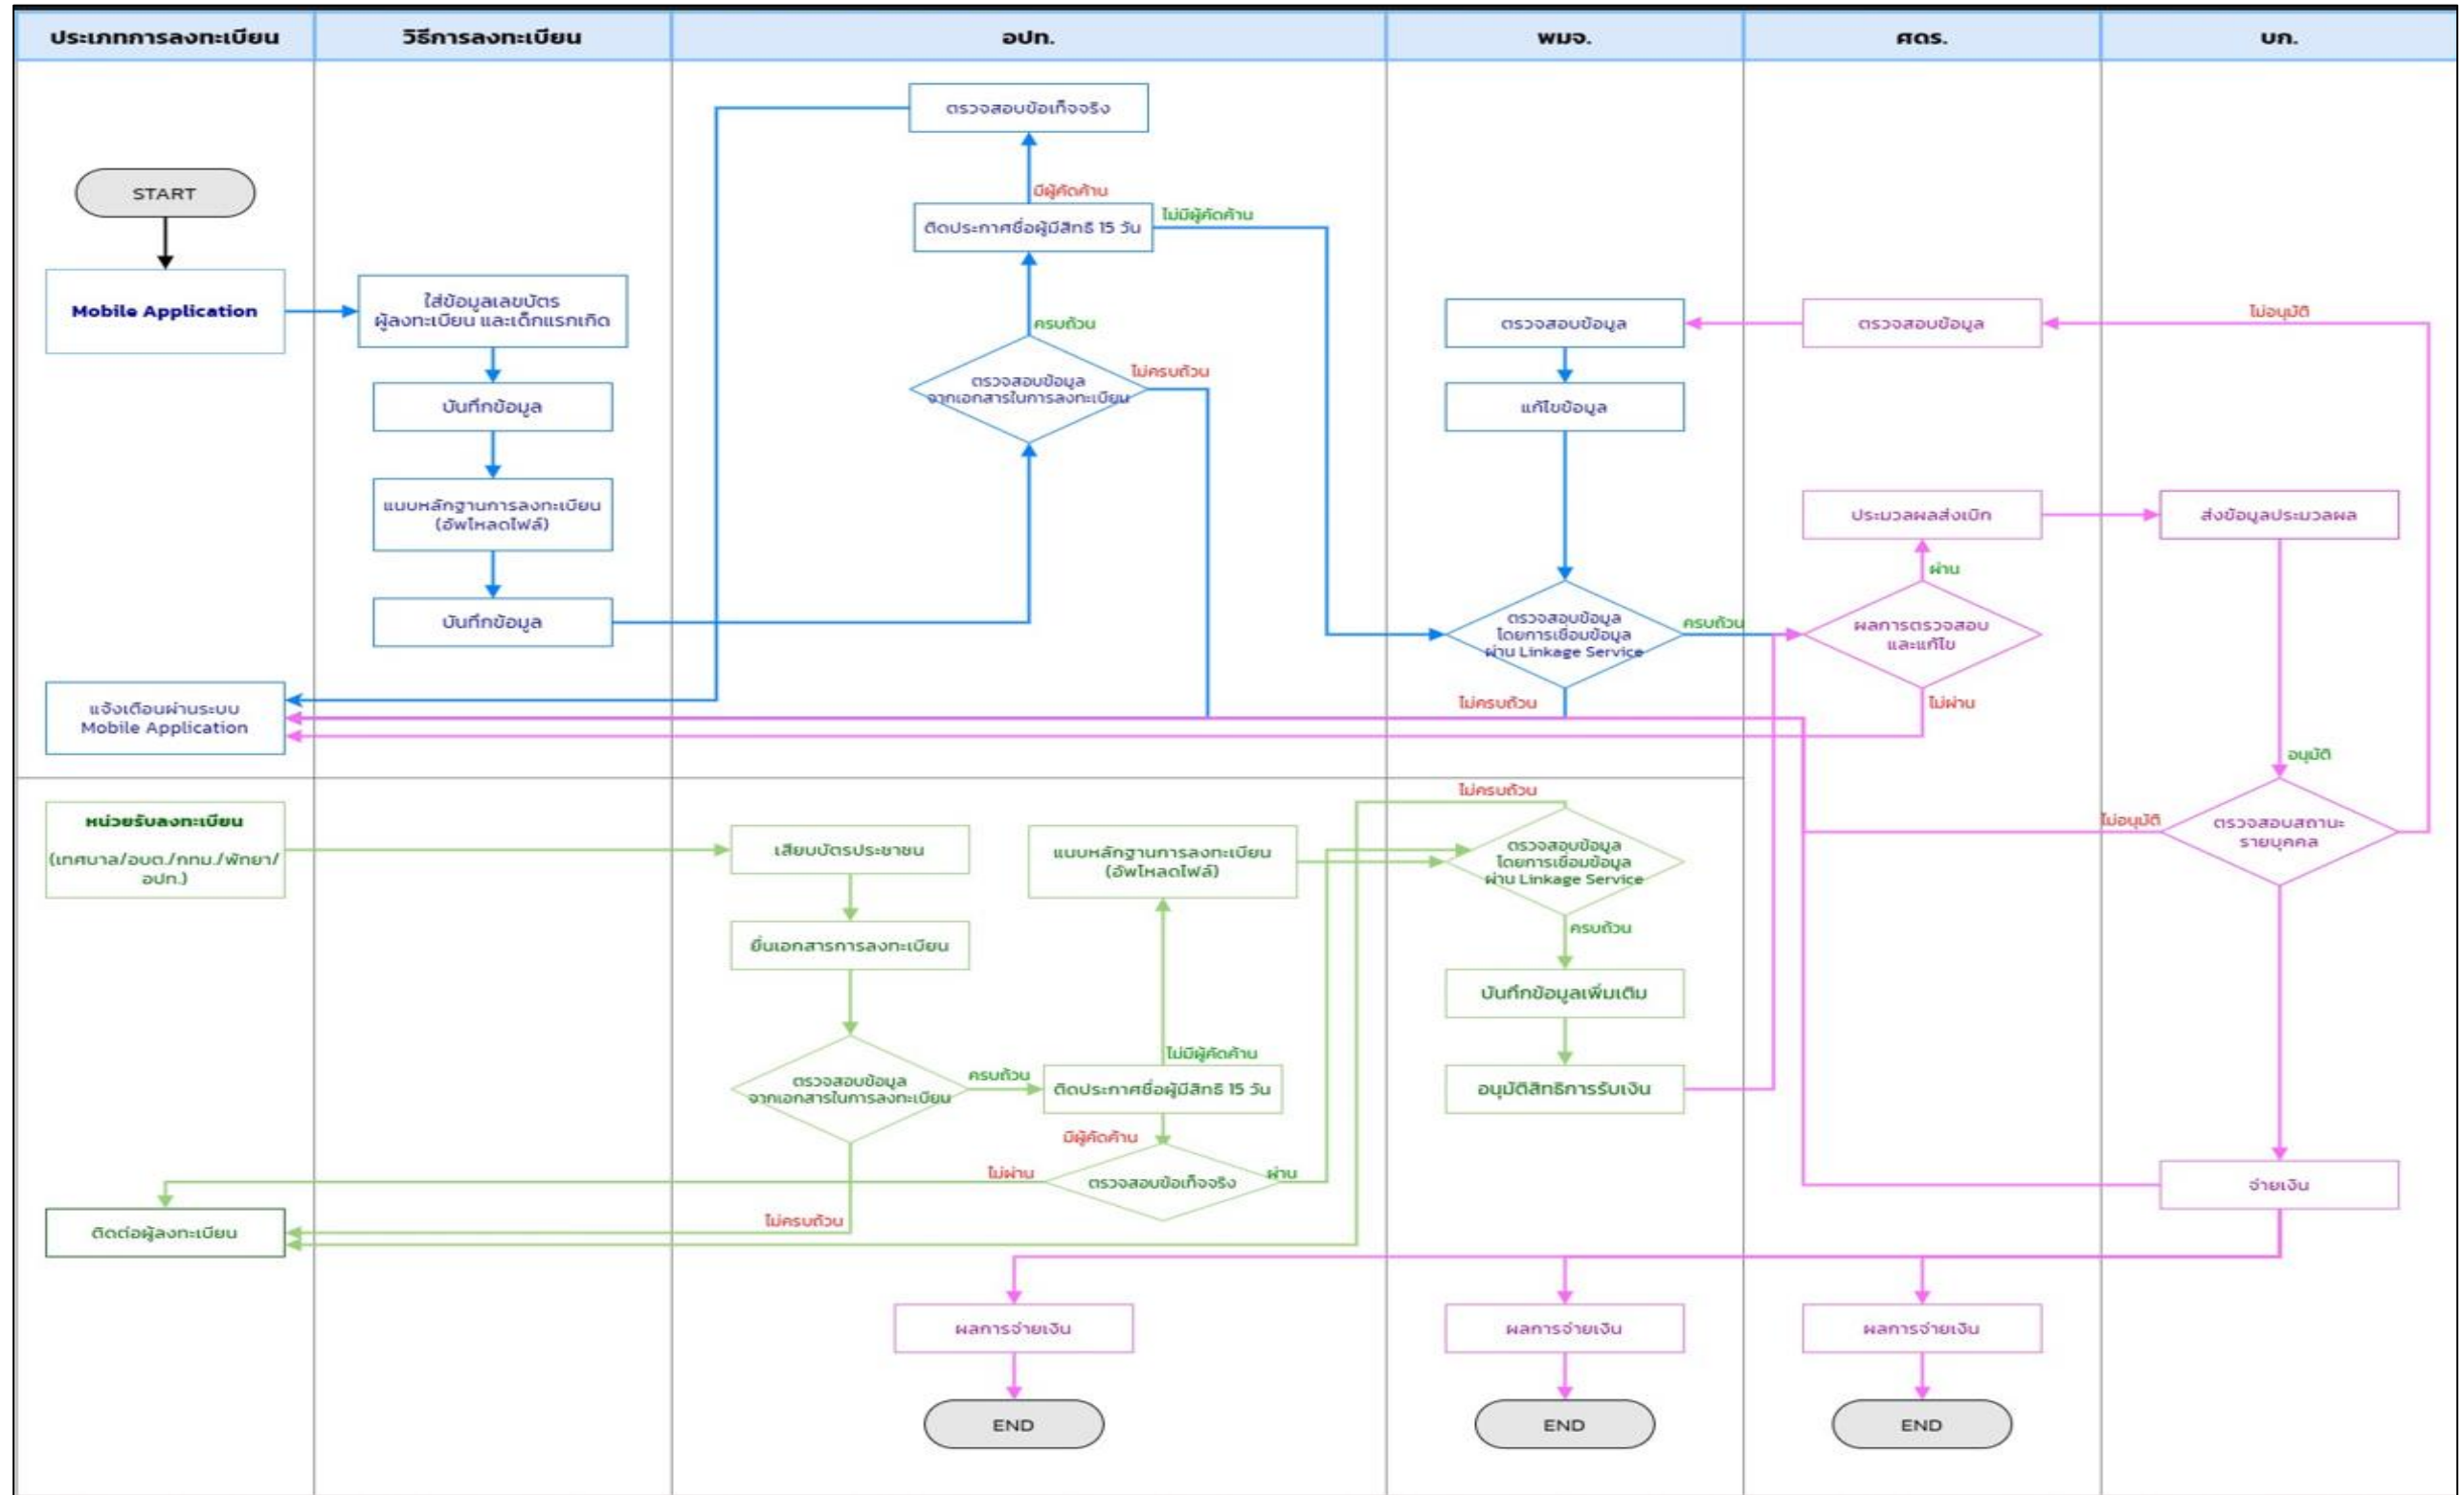 ประเภทการลงทะเบียน
วิธีการลงทะเบียน
อปท.
พมจ.
ศดร.
บก.
START
Mobile Application
ใส่ข้อมูลเลขบัตร
ผู้ลงทะเบียน และเด็กแรกเกิด
บันทึกข้อมูล
แนบหลักฐานการลงทะเบียน
(อัพโหลดไฟล์)
บันทึกข้อมูล
ตรวจสอบข้อเท็จจริง
มีผู้คัดค้าน
ติดประกาศชื่อผู้มีสิทธิ 15 วัน
ไม่มีผู้คัดค้าน
ครบถ้วน
ตรวจสอบข้อมูล
จากเอกสารในการลงทะเบียน
ไม่ครบถ้วน
ตรวจสอบข้อมูล
แก้ไขข้อมูล
ตรวจสอบข้อมูล
โดยการเชื่อมข้อมูล
ผ่าน Linkage Service
ครบถ้วน
ไม่ครบถ้วน
ตรวจสอบข้อมูล
ไม่อนุมัติ
ประมวลผลส่งเบิก
ส่งข้อมูลประมวลผล
ผ่าน
ผลการตรวจสอบ
และแก้ไข
ไม่ผ่าน
อนุมัติ
ไม่อนุมัติ
ตรวจสอบสถานะ
รายบุคคล
จ่ายเงิน
แจ้งเตือนผ่านระบบ
Mobile Application
หน่วยรับลงทะเบียน
(เทศบาล/อบต./กทม./พัทยา/
อปท.)
เสียบบัตรประชาชน
ยื่นเอกสารการลงทะเบียน
ตรวจสอบข้อมูล
จากเอกสารในการลงทะเบียน
ครบถ้วน
ไม่ครบถ้วน
แนบหลักฐานการลงทะเบียน
(อัพโหลดไฟล์)
ไม่มีผู้คัดค้าน
ติดประกาศชื่อผู้มีสิทธิ 15 วัน
มีผู้คัดค้าน
ไม่ผ่าน
ตรวจสอบข้อเท็จจริง
ผ่าน
ไม่ครบถ้วน
ตรวจสอบข้อมูล
โดยการเชื่อมข้อมูล
ผ่าน Linkage Service
ครบถ้วน
บันทึกข้อมูลเพิ่มเติม
อนุมัติสิทธิการรับเงิน
ติดต่อผู้ลงทะเบียน
ผลการจ่ายเงิน
ผลการจ่ายเงิน
ผลการจ่ายเงิน
END
END
END